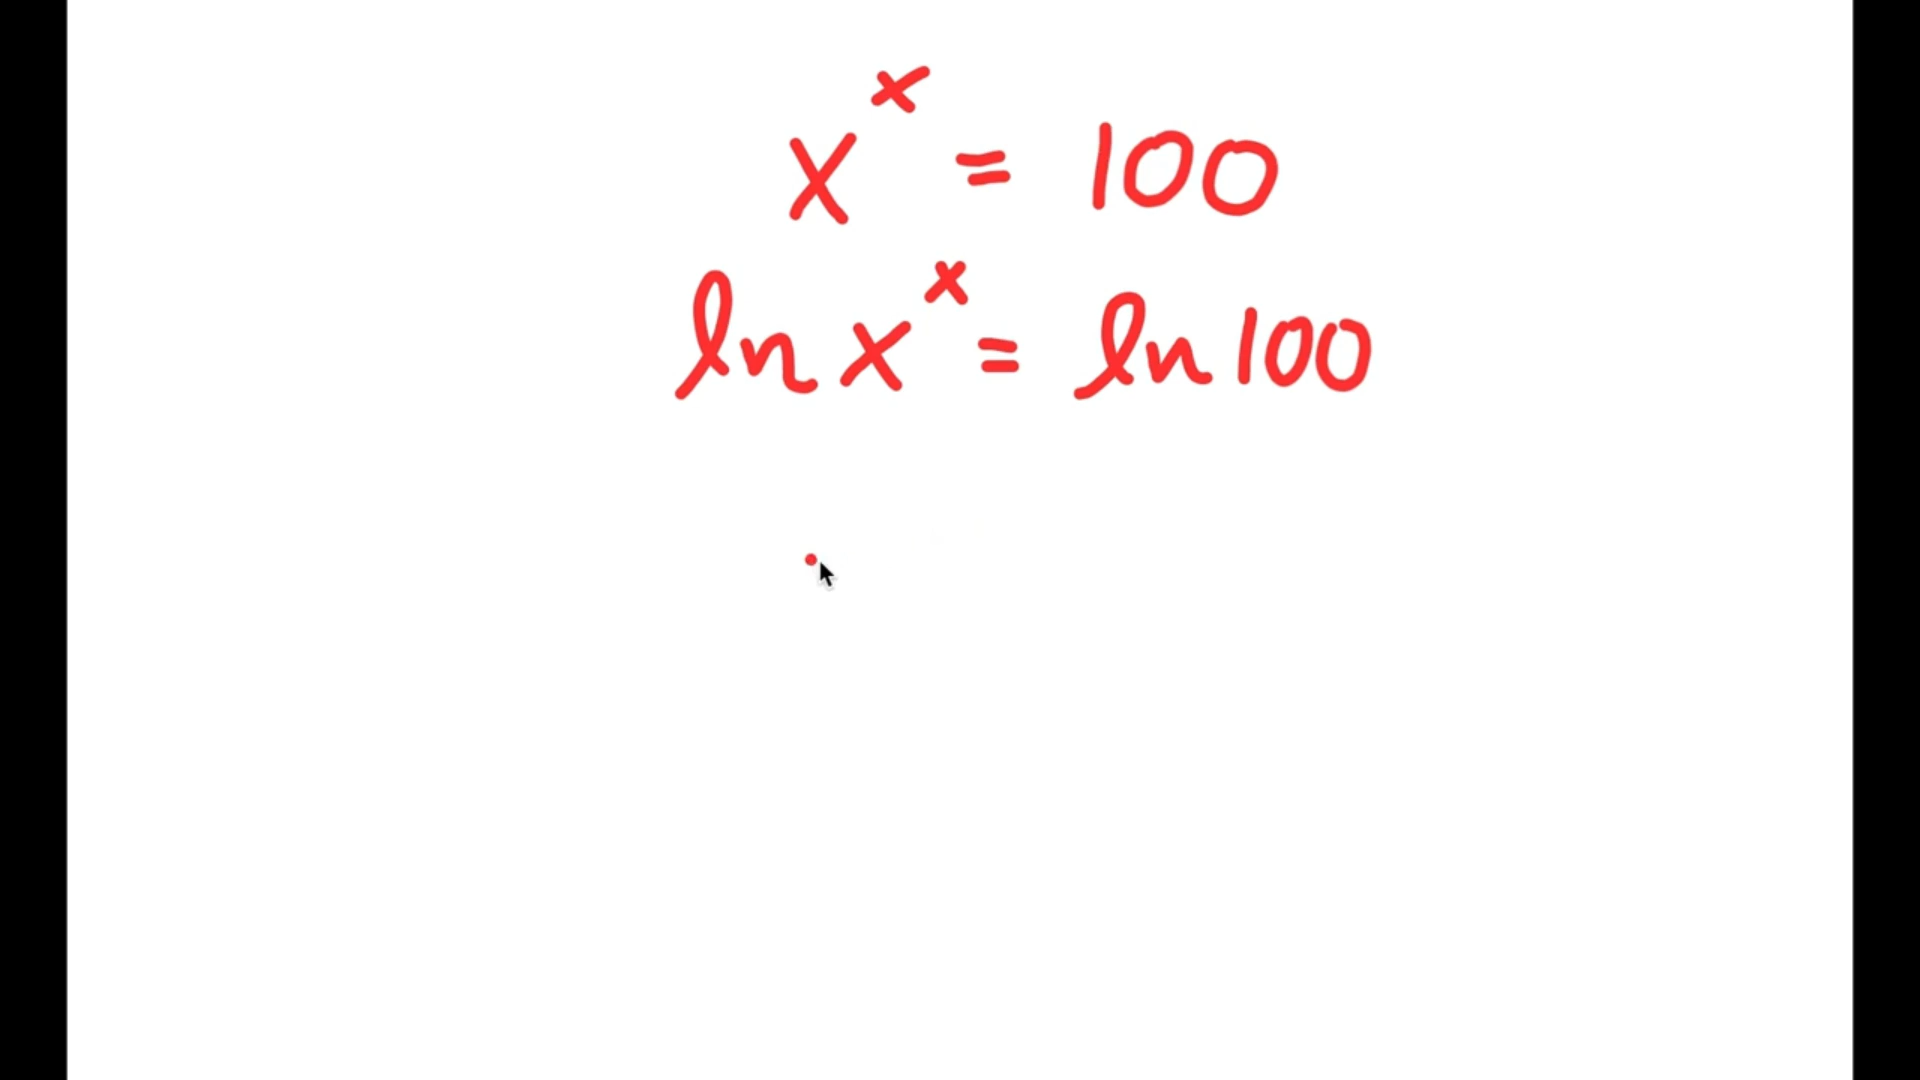 x^x = 100
ln x^x = ln 100